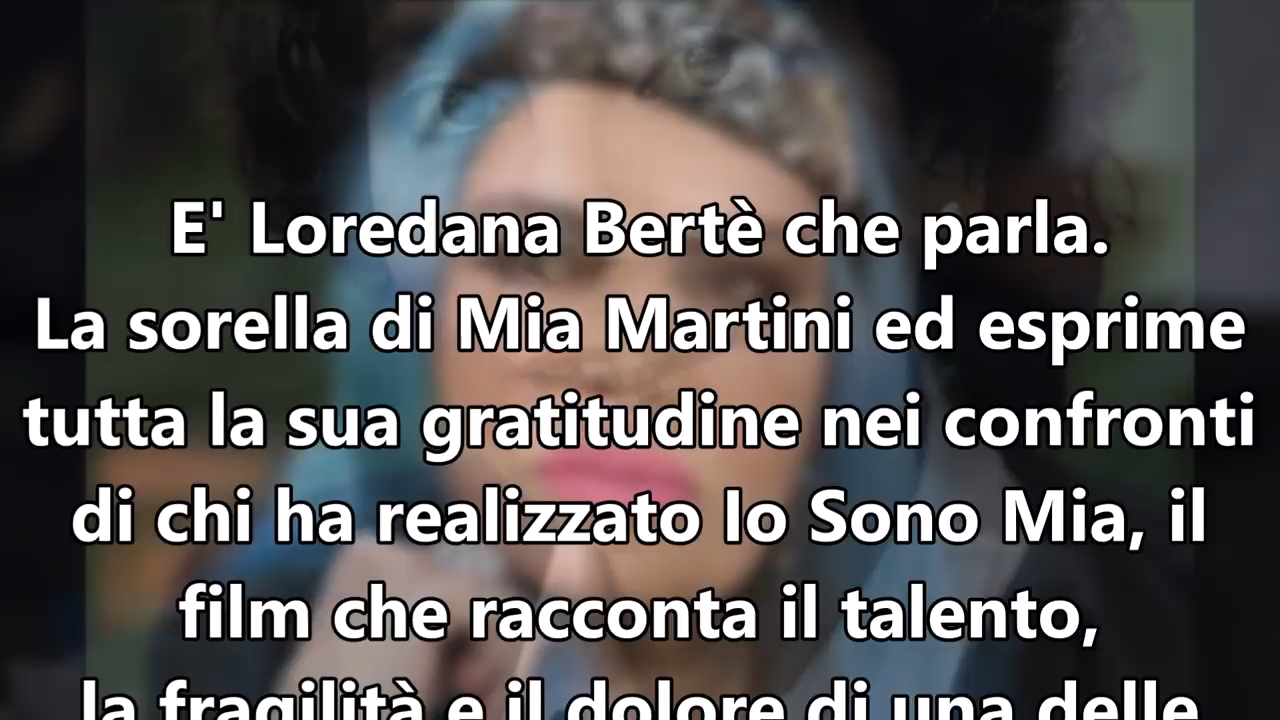 E' Loredana Bertè che parla.
La sorella di Mia Martini ed esprime
tutta la sua gratitudine nei confronti
di chi ha realizzato Io Sono Mia, il
film che racconta il talento,
la fragilità e il dolore di una delle